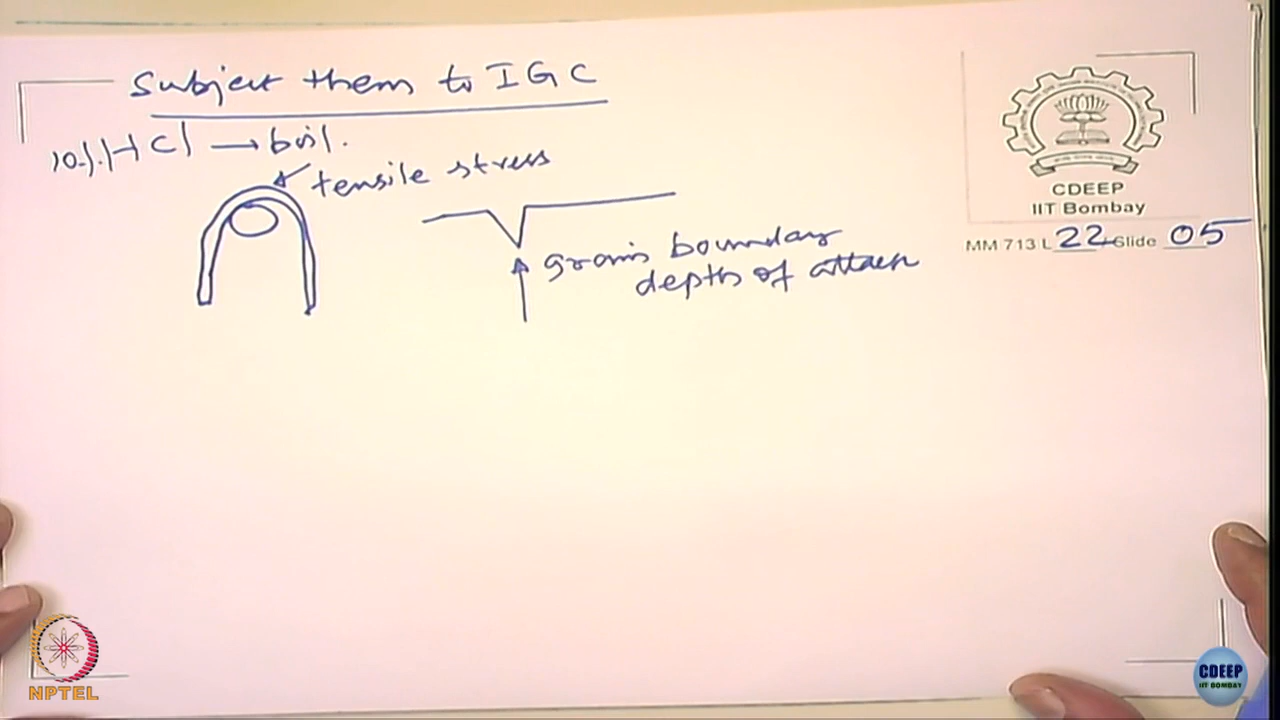 Subject them to IGC
10.%.HCl → boil.
tensile stress
grain boundary
depth of attack
CDEEP
IIT Bombay
MM 713 L 22 Slide 05
NPTEL
CDEEP
IIT BOMBAY